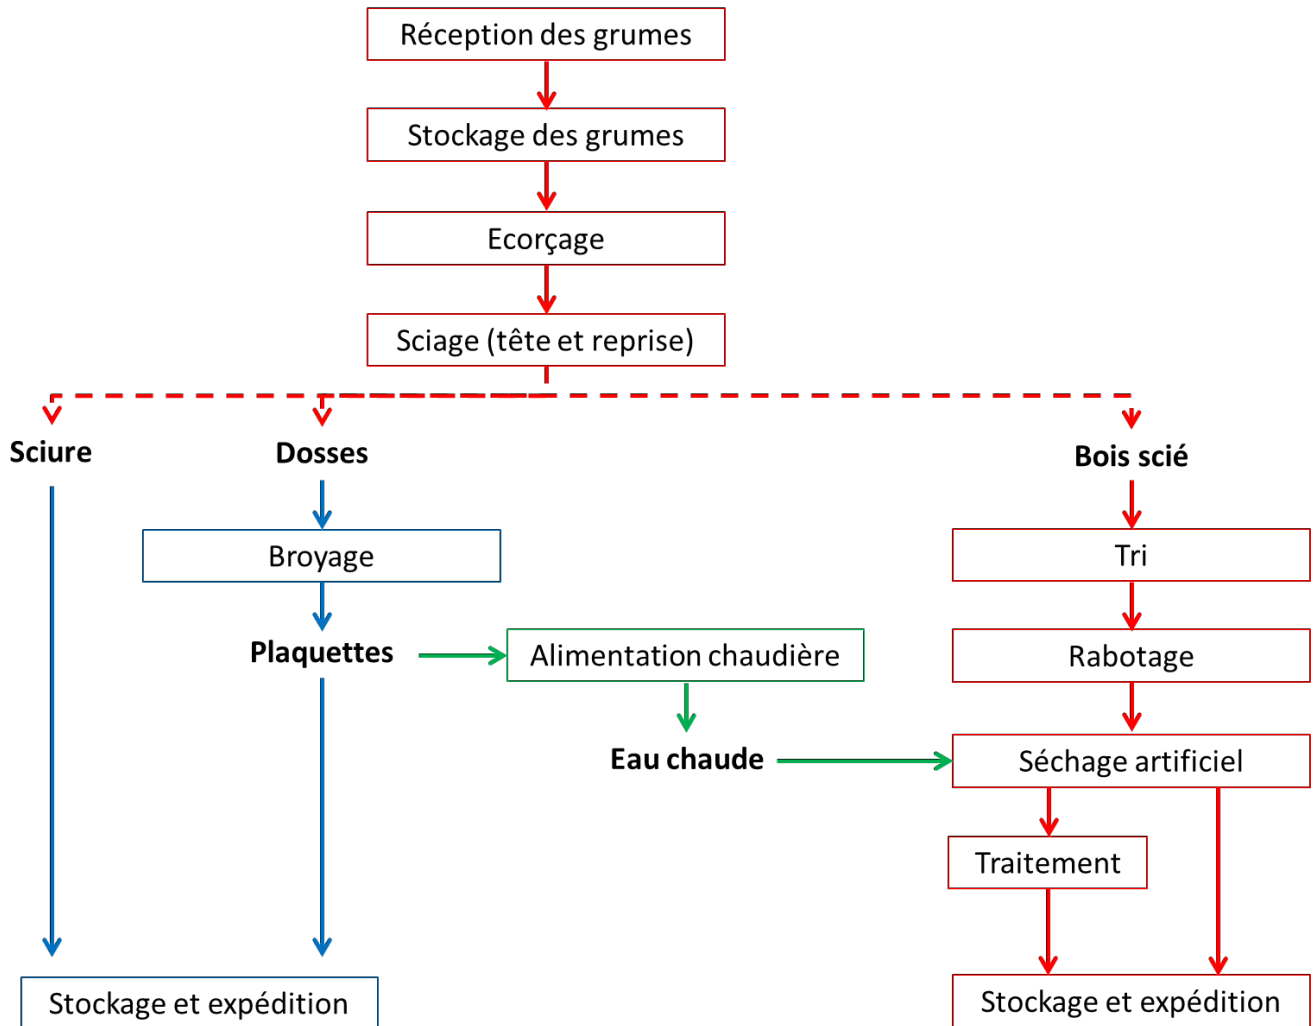 Réception des grumes
Stockage des grumes
Ecorçage
Sciage (tête et reprise)
Sciure
Dosses
Bois scié
Broyage
Tri
Plaquettes
Alimentation chaudière
Rabotage
Eau chaude
Séchage artificiel
Traitement
Stockage et expédition
Stockage et expédition